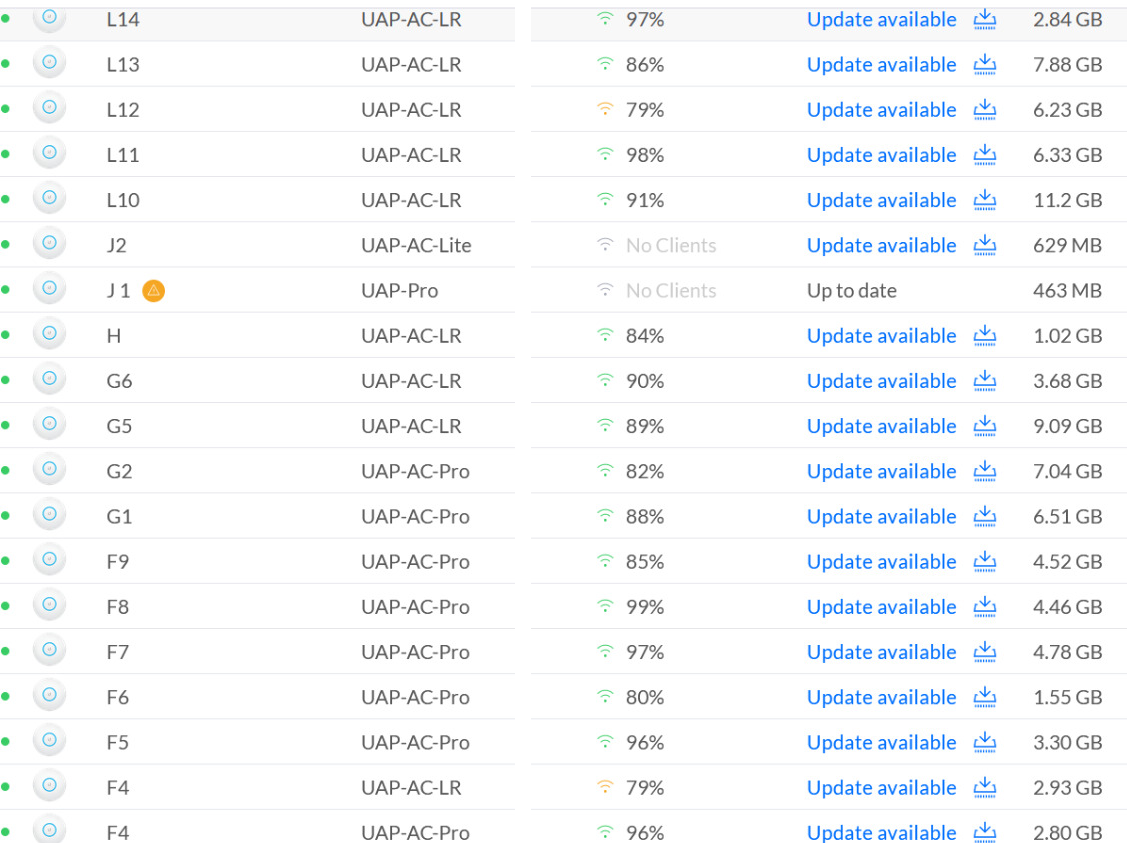 L14 UAP-AC-LR 97% Update available 2.84 GB
L13 UAP-AC-LR 86% Update available 7.88 GB
L12 UAP-AC-LR 79% Update available 6.23 GB
L11 UAP-AC-LR 98% Update available 6.33 GB
L10 UAP-AC-LR 91% Update available 11.2 GB
J2 UAP-AC-Lite No Clients Update available 629 MB
J 1 UAP-Pro No Clients Up to date 463 MB
H UAP-AC-LR 84% Update available 1.02 GB
G6 UAP-AC-LR 90% Update available 3.68 GB
G5 UAP-AC-LR 89% Update available 9.09 GB
G2 UAP-AC-Pro 82% Update available 7.04 GB
G1 UAP-AC-Pro 88% Update available 6.51 GB
F9 UAP-AC-Pro 85% Update available 4.52 GB
F8 UAP-AC-Pro 99% Update available 4.46 GB
F7 UAP-AC-Pro 97% Update available 4.78 GB
F6 UAP-AC-Pro 80% Update available 1.55 GB
F5 UAP-AC-Pro 96% Update available 3.30 GB
F4 UAP-AC-LR 79% Update available 2.93 GB
F4 UAP-AC-Pro 96% Update available 2.80 GB